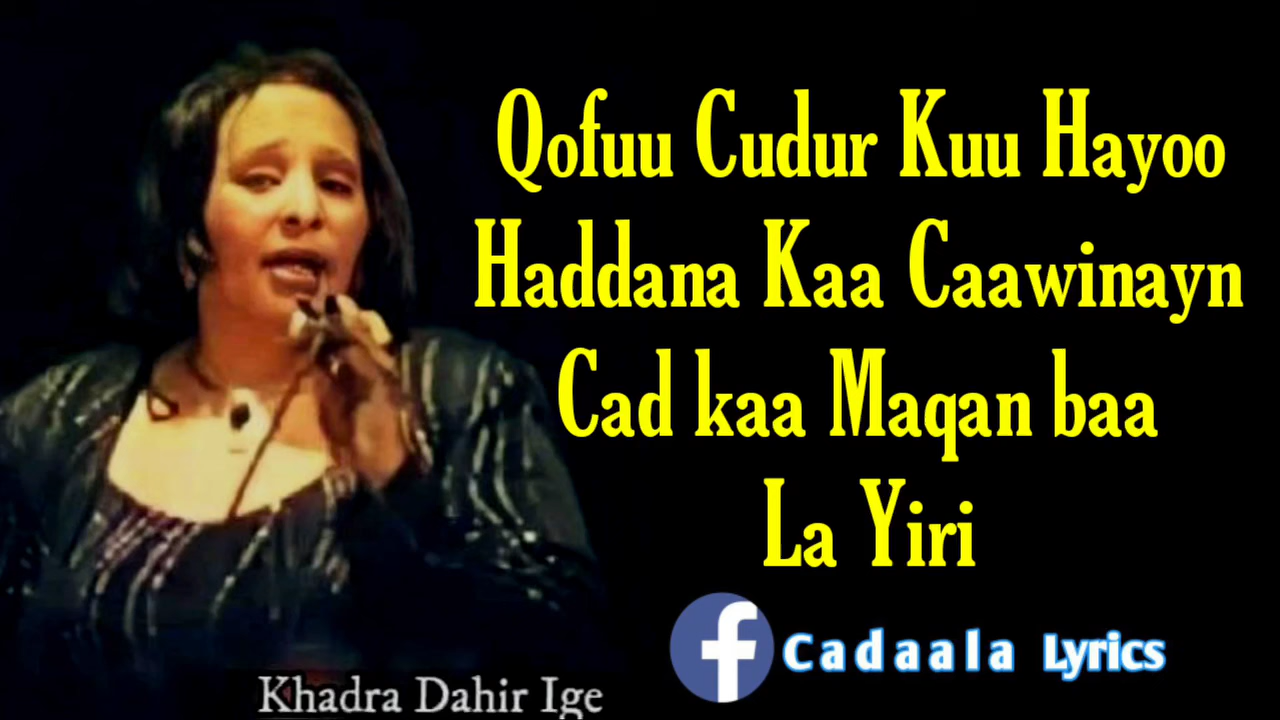 Qofuu Cudur Kuu Hayoo
Haddana Kaa Caawinayn
Cad kaa Maqan baa
La Yiri
f Cadaala Lyrics
Khadra Dahir Ige